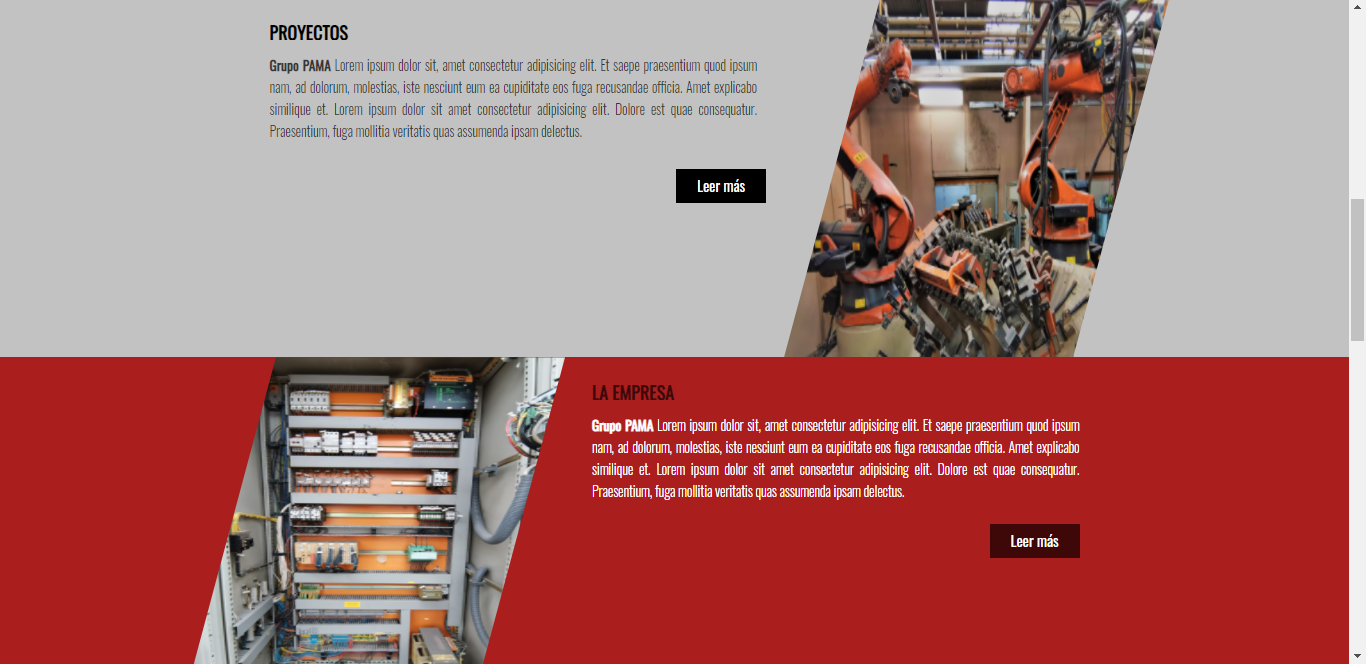 PROYECTOS
Grupo PAMA Lorem ipsum dolor sit, amet consectetur adipisicing elit. Et saepe praesentium quod ipsum
nam, ad dolorum, molestias, iste nesciunt eum ea cupiditate eos fuga recusandae officia. Amet explicabo
similique et. Lorem ipsum dolor sit amet consectetur adipisicing elit. Dolore est quae consequatur.
Praesentium, fuga mollitia veritatis quas assumenda ipsam delectus.
Leer más
LA EMPRESA
Grupo PAMA Lorem ipsum dolor sit, amet consectetur adipisicing elit. Et saepe praesentium quod ipsum
nam, ad dolorum, molestias, iste nesciunt eum ea cupiditate eos fuga recusandae officia. Amet explicabo
similique et. Lorem ipsum dolor sit amet consectetur adipisicing elit. Dolore est quae consequatur.
Praesentium, fuga mollitia veritatis quas assumenda ipsam delectus.
Leer más